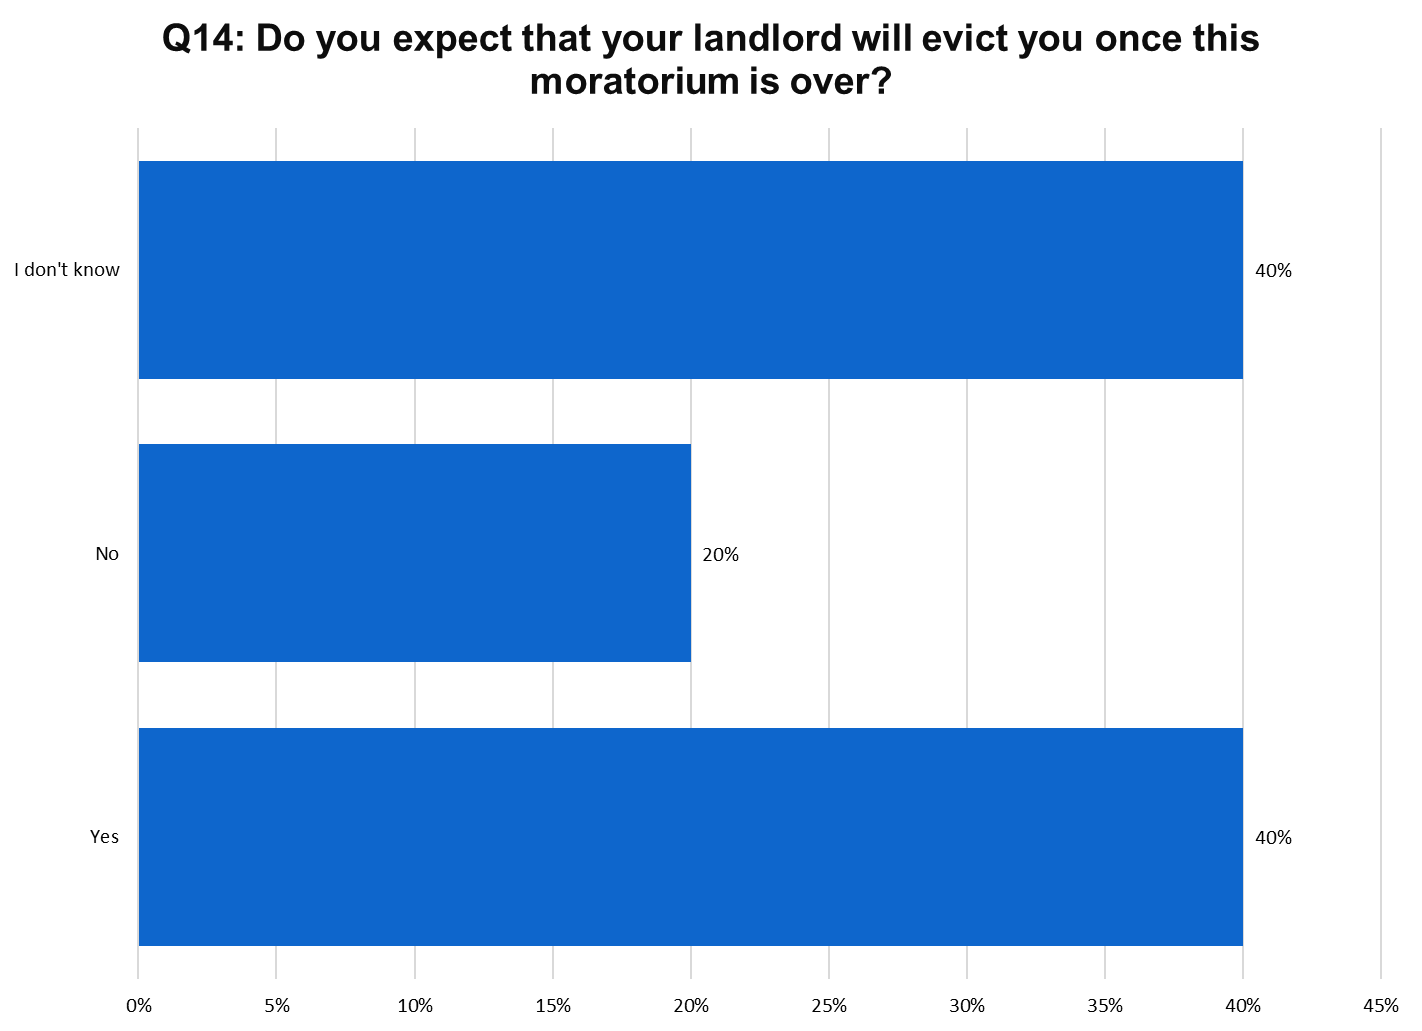 Q14: Do you expect that your landlord will evict you once this
moratorium is over?
I don't know
40%
No
20%
Yes
40%
0% 5% 10% 15% 20% 25% 30% 35% 40% 45%